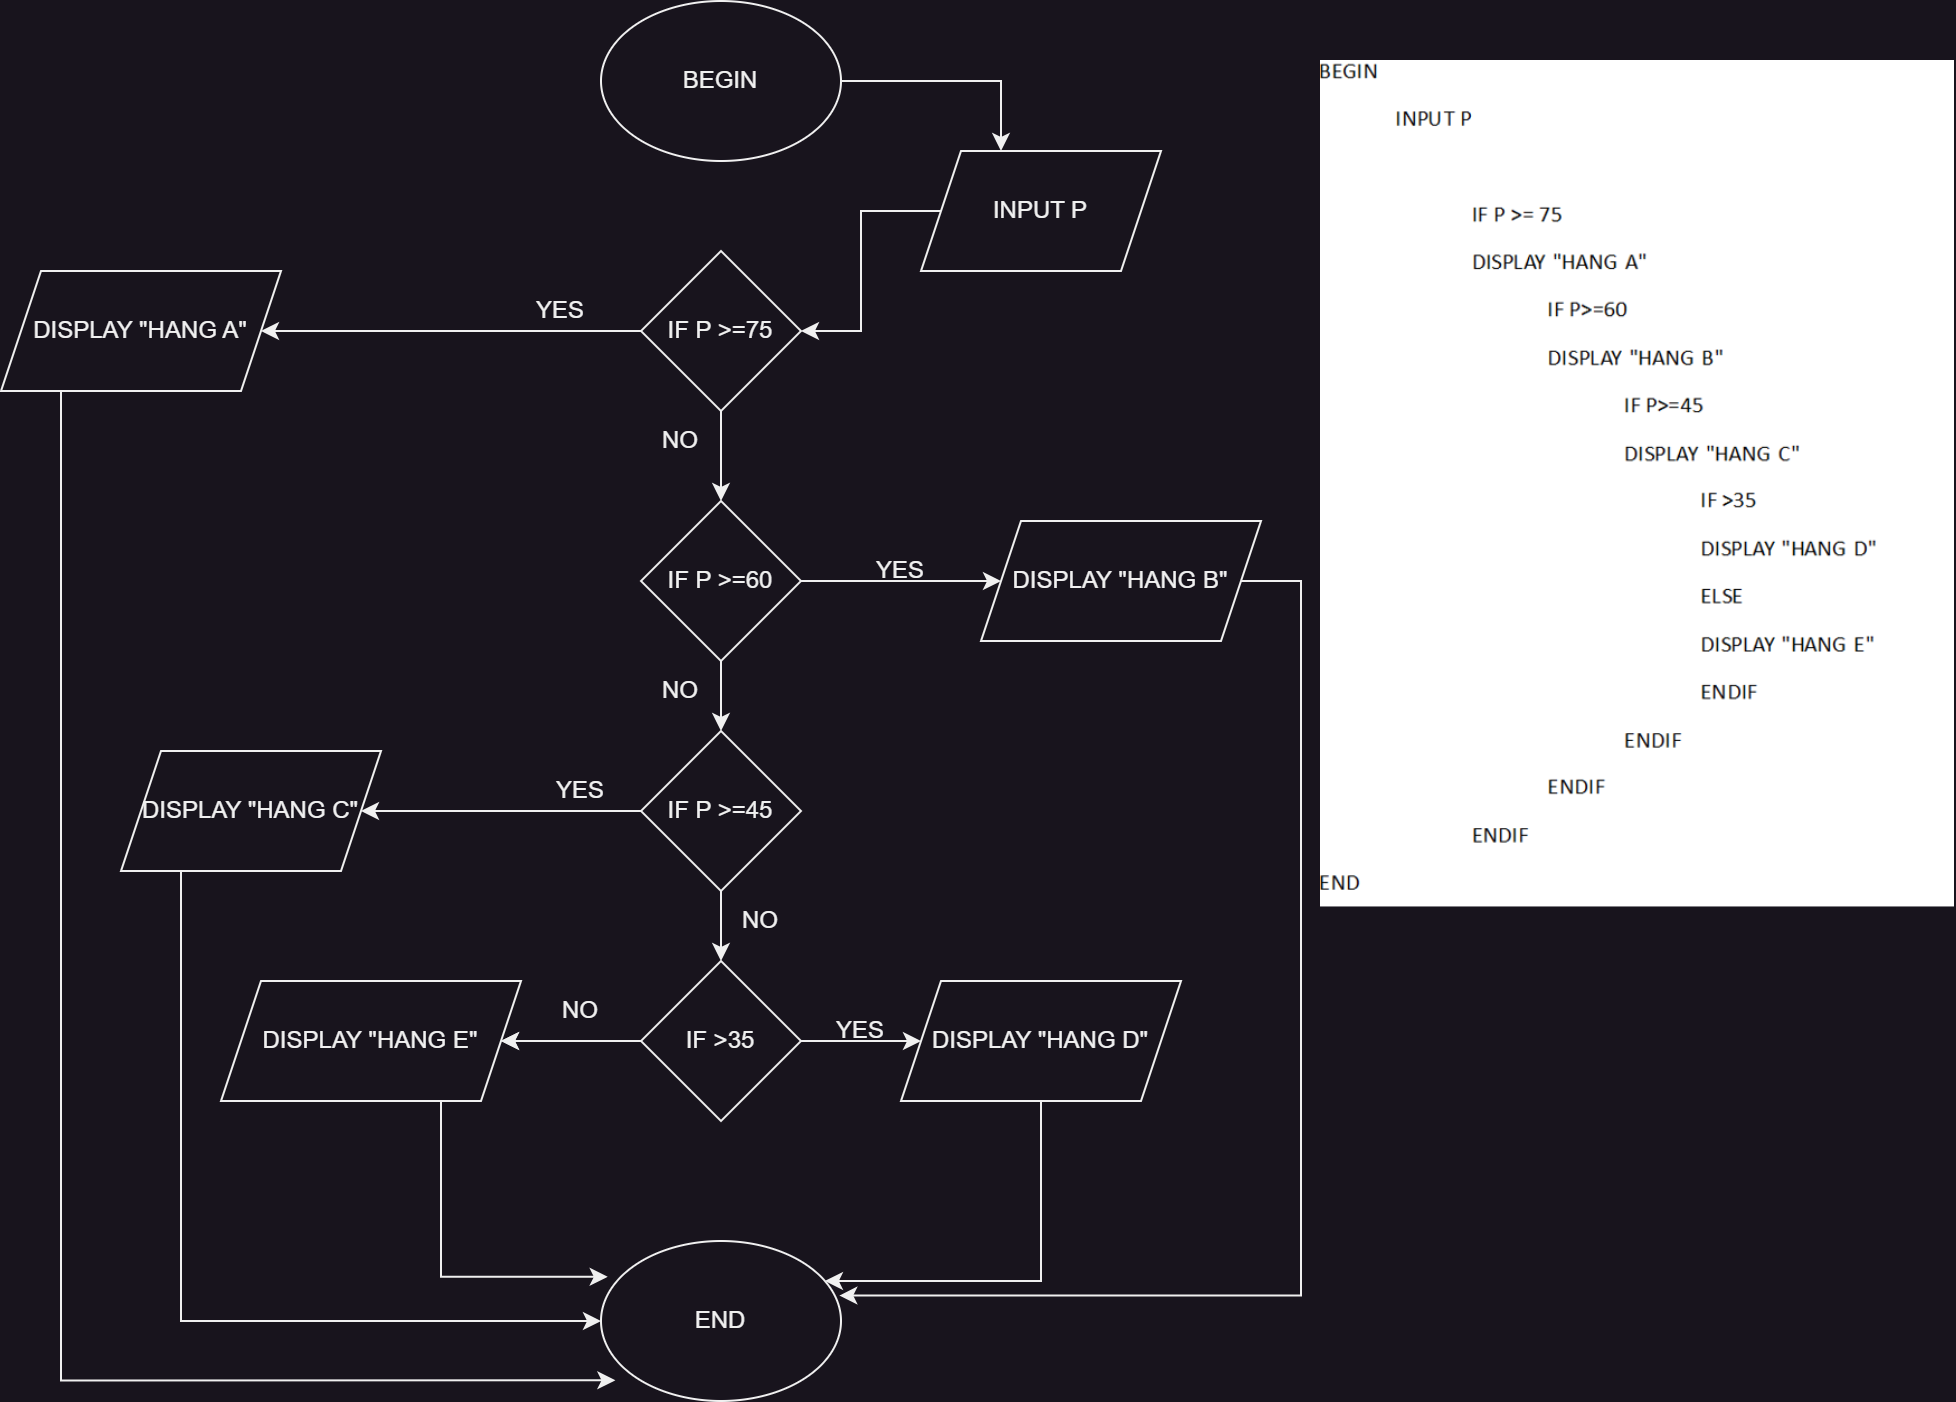 BEGIN
INPUT P
DISPLAY "HANG A"
YES
IF P >=75
NO
IF P >=60
YES
DISPLAY "HANG B"
NO
DISPLAY "HANG C"
YES
IF P >=45
NO
DISPLAY "HANG E"
NO
IF >35
YES
DISPLAY "HANG D"
END
BEGIN
INPUT P
IF P >= 75
DISPLAY "HANG A"
IF P>=60
DISPLAY "HANG B"
IF P>=45
DISPLAY "HANG C"
IF >35
DISPLAY "HANG D"
ELSE
DISPLAY "HANG E"
ENDIF
ENDIF
ENDIF
ENDIF
END